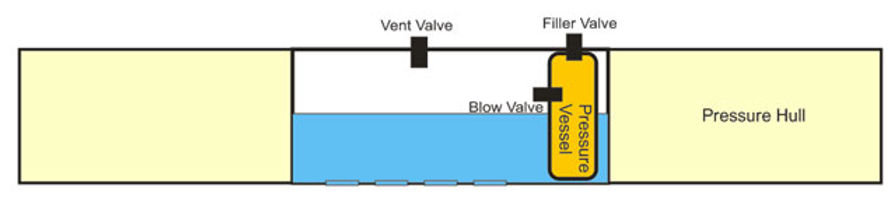 Vent Valve
Filler Valve
Blow Valve
Pressure
Vessel
Pressure Hull